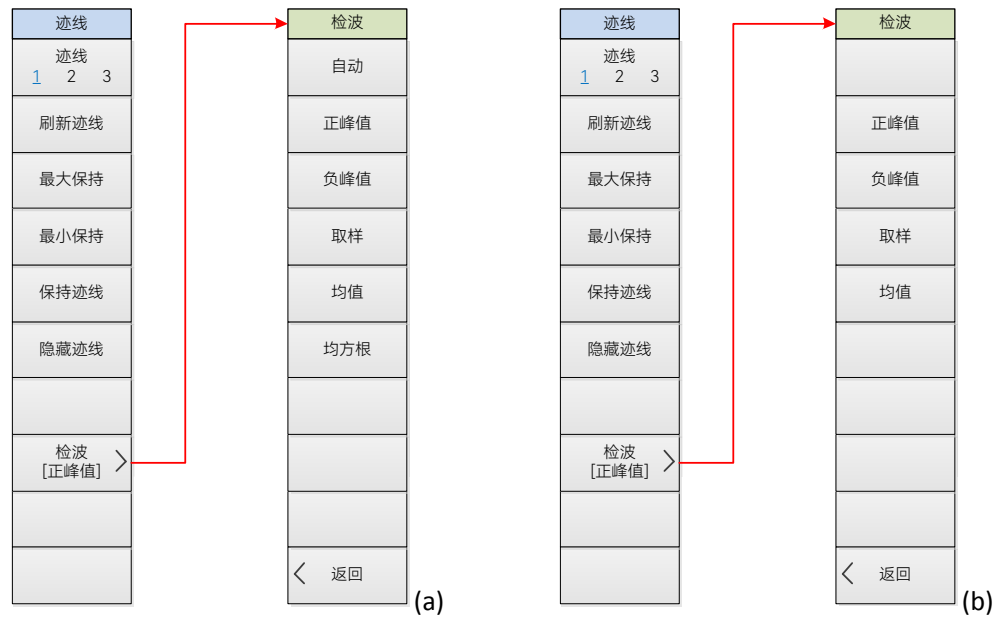 迹线
迹线
1 2 3
刷新迹线
最大保持
最小保持
保持迹线
隐藏迹线
检波
[正峰值]
检波
自动
正峰值
负峰值
取样
均值
均方根
返回
(a)
迹线
迹线
1 2 3
刷新迹线
最大保持
最小保持
保持迹线
隐藏迹线
检波
[正峰值]
检波
正峰值
负峰值
取样
均值
返回
(b)